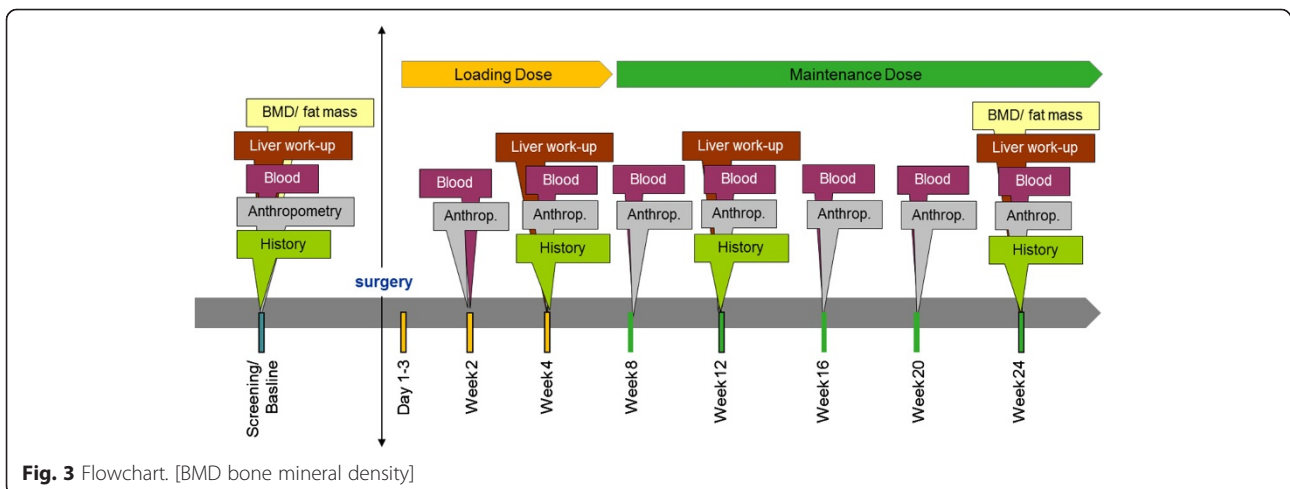 Loading Dose
Maintenance Dose
BMD/ fat mass
Liver work-up
Blood
Anthropometry
History
surgery
Blood
Anthrop.
Liver work-up
Blood
Anthrop.
History
Blood
Anthrop.
Liver work-up
Blood
Anthrop.
History
Blood
Anthrop.
Blood
Anthrop.
BMD/ fat mass
Liver work-up
Blood
Anthrop.
History
Screening/
Basline
Day 1-3
Week2
Week4
Week8
Week12
Week16
Week20
Week24
Fig. 3 Flowchart. [BMD bone mineral density]